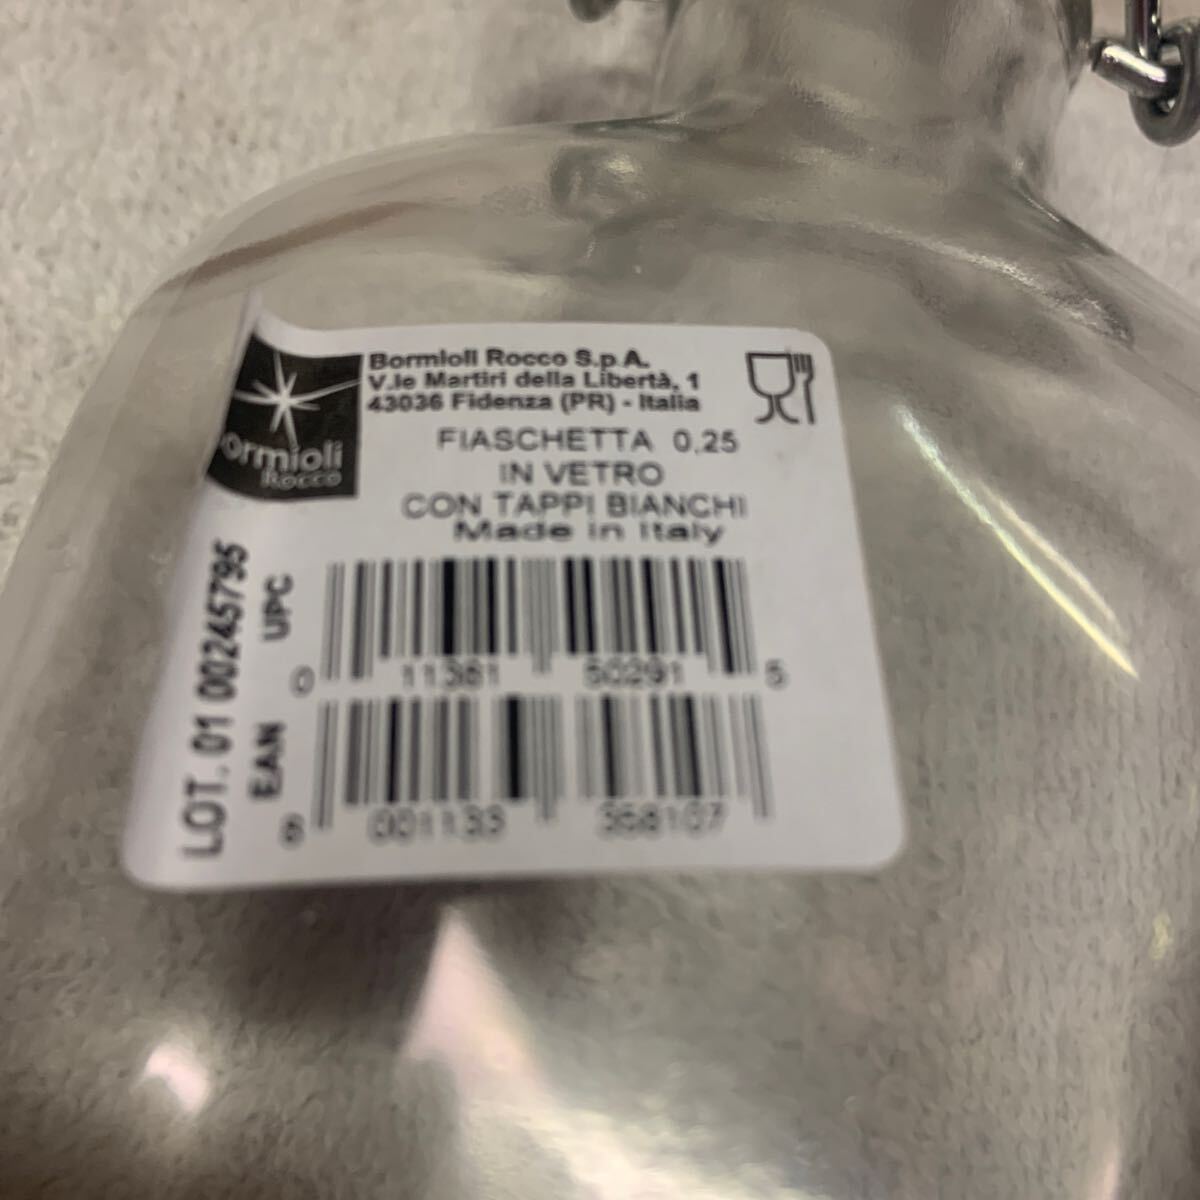 Bormioli Rocco S.p.A.
V.le Martiri della Libertà, 1
43036 Fidenza (PR) - Italia
ormioli
Rocco
FIASCHETTA 0,25
IN VETRO
CON TAPPI BIANCHI
Made in Italy
LOT. 01 00245795
UPC
0 11381 50291 5
EAN
8 001133 358107